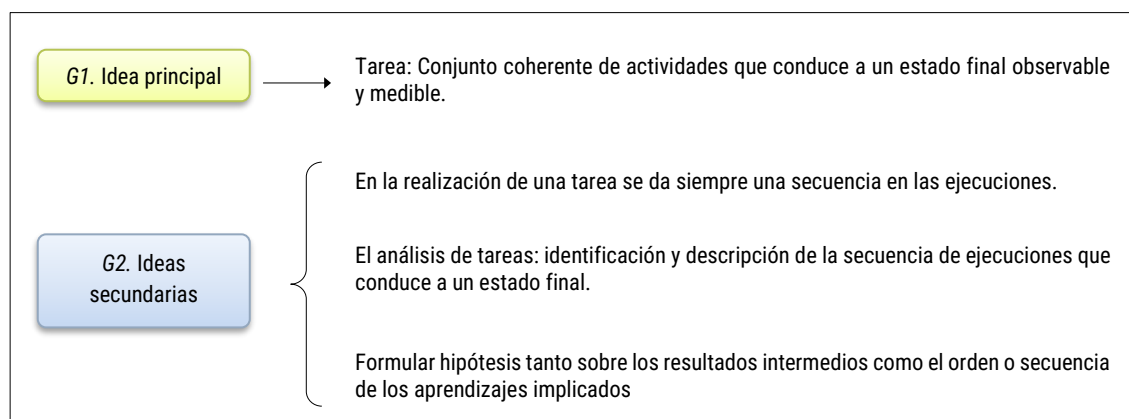 G1. Idea principal
Tarea: Conjunto coherente de actividades que conduce a un estado final observable
y medible.
En la realización de una tarea se da siempre una secuencia en las ejecuciones.
G2. Ideas
secundarias
El análisis de tareas: identificación y descripción de la secuencia de ejecuciones que
conduce a un estado final.
Formular hipótesis tanto sobre los resultados intermedios como el orden o secuencia
de los aprendizajes implicados